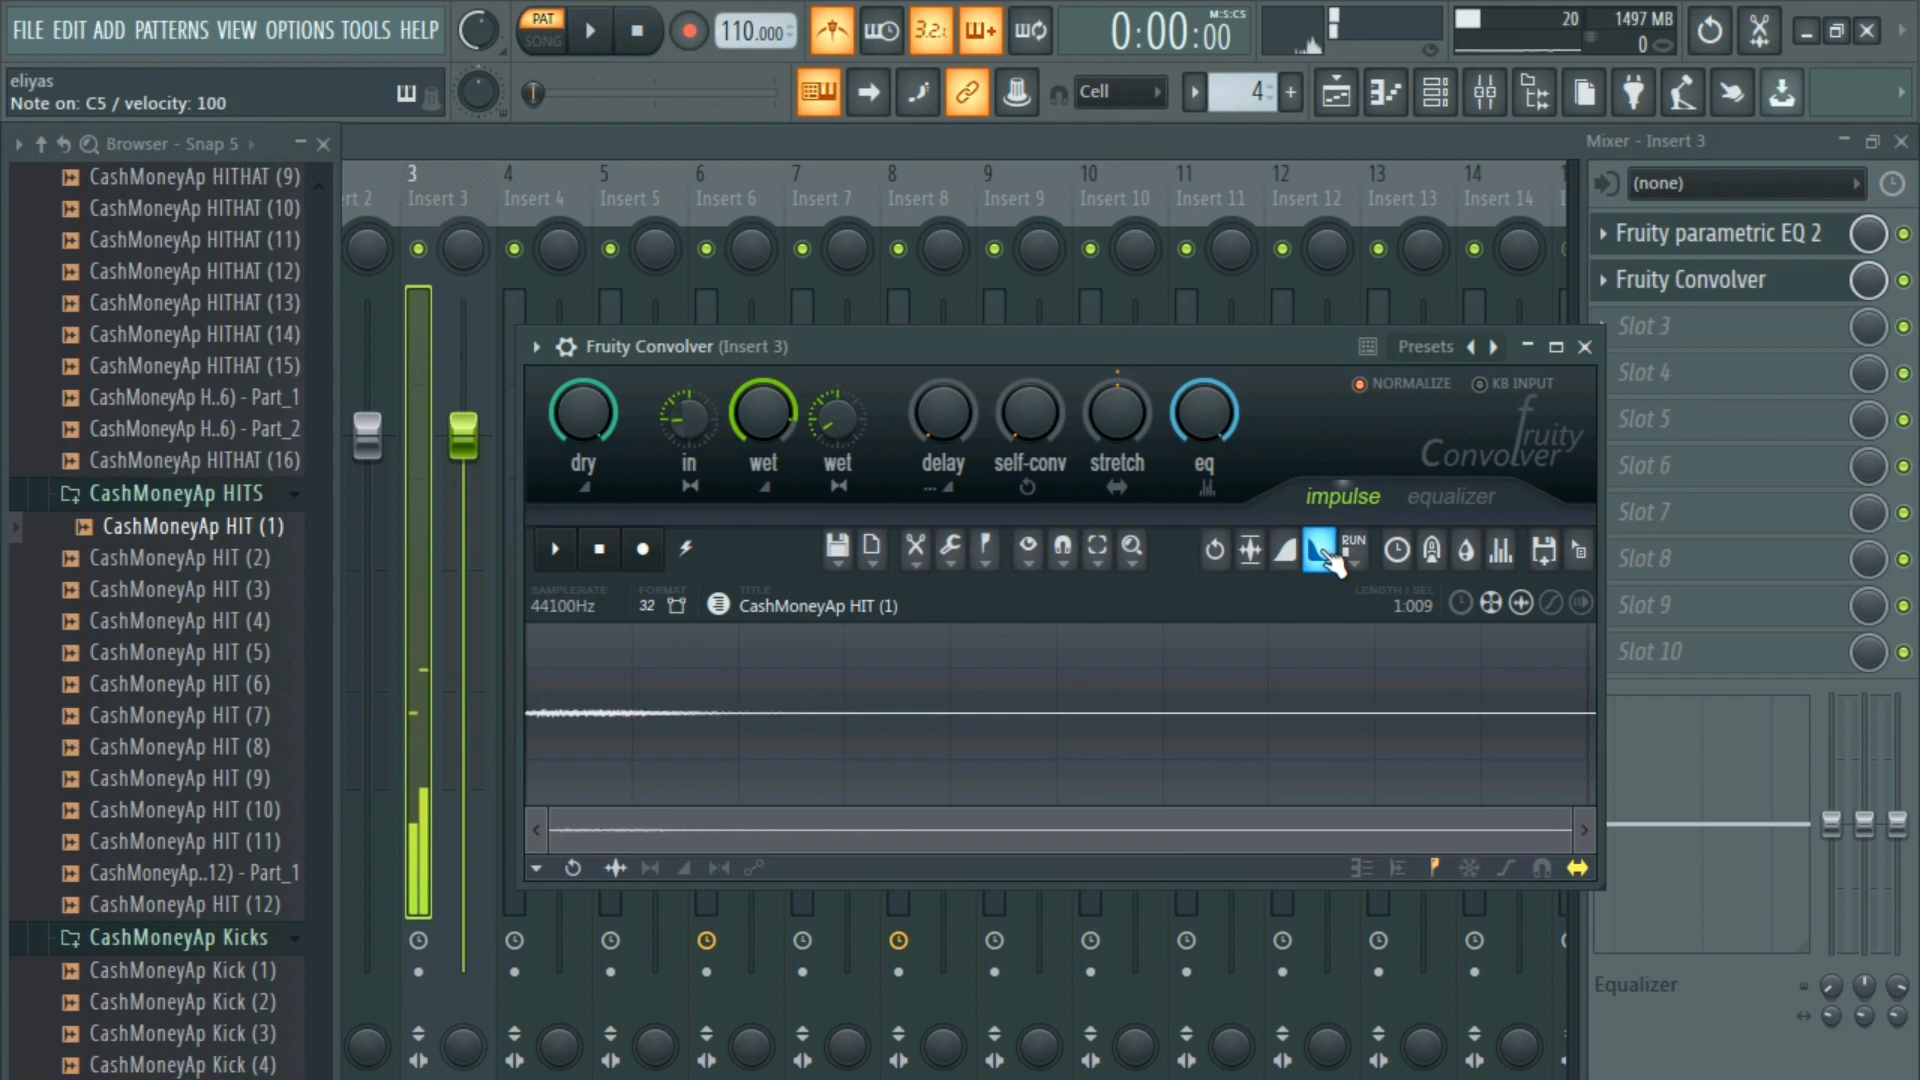 FILE EDIT ADD PATTERNS VIEW OPTIONS TOOLS HELP
PAT
SONG
110.000
3.2.
0:00:00
M:S:CS
20
1497 MB
0
eliyas
Note on: C5 / velocity: 100
Cell
4
Browser - Snap 5
CashMoneyAp HITHAT (9)
CashMoneyAp HITHAT (10)
CashMoneyAp HITHAT (11)
CashMoneyAp HITHAT (12)
CashMoneyAp HITHAT (13)
CashMoneyAp HITHAT (14)
CashMoneyAp HITHAT (15)
CashMoneyAp H..6) - Part_1
CashMoneyAp H..6) - Part_2
CashMoneyAp HITHAT (16)
CashMoneyAp HITS
CashMoneyAp HIT (1)
CashMoneyAp HIT (2)
CashMoneyAp HIT (3)
CashMoneyAp HIT (4)
CashMoneyAp HIT (5)
CashMoneyAp HIT (6)
CashMoneyAp HIT (7)
CashMoneyAp HIT (8)
CashMoneyAp HIT (9)
CashMoneyAp HIT (10)
CashMoneyAp HIT (11)
CashMoneyAp..12) - Part_1
CashMoneyAp HIT (12)
CashMoneyAp Kicks
CashMoneyAp Kick (1)
CashMoneyAp Kick (2)
CashMoneyAp Kick (3)
CashMoneyAp Kick (4)
3 4 5 6 7 8 9 10 11 12 13 14
ert 2 Insert 3 Insert 4 Insert 5 Insert 6 Insert 7 Insert 8 Insert 9 Insert 10 Insert 11 Insert 12 Insert 13 Insert 14
Fruity Convolver (Insert 3)
Presets
NORMALIZE
KB INPUT
dry in wet wet delay self-conv stretch eq
fruity
Convolver
impulse equalizer
RUN
SAMPLERATE
44100Hz
FORMAT
32
TITLE
CashMoneyAp HIT (1)
LENGTH / SEL
1:009
Mixer - Insert 3
(none)
Fruity parametric EQ 2
Fruity Convolver
Slot 3
Slot 4
Slot 5
Slot 6
Slot 7
Slot 8
Slot 9
Slot 10
Equalizer